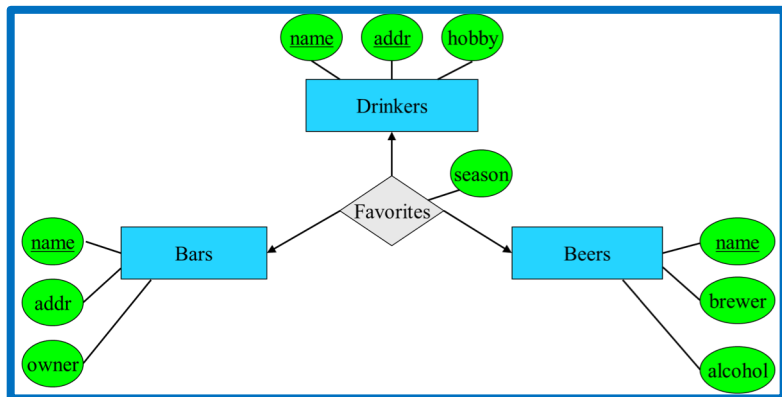 name addr hobby
Drinkers
season
Favorites
name
Bars
Beers
name
addr
brewer
owner
alcohol